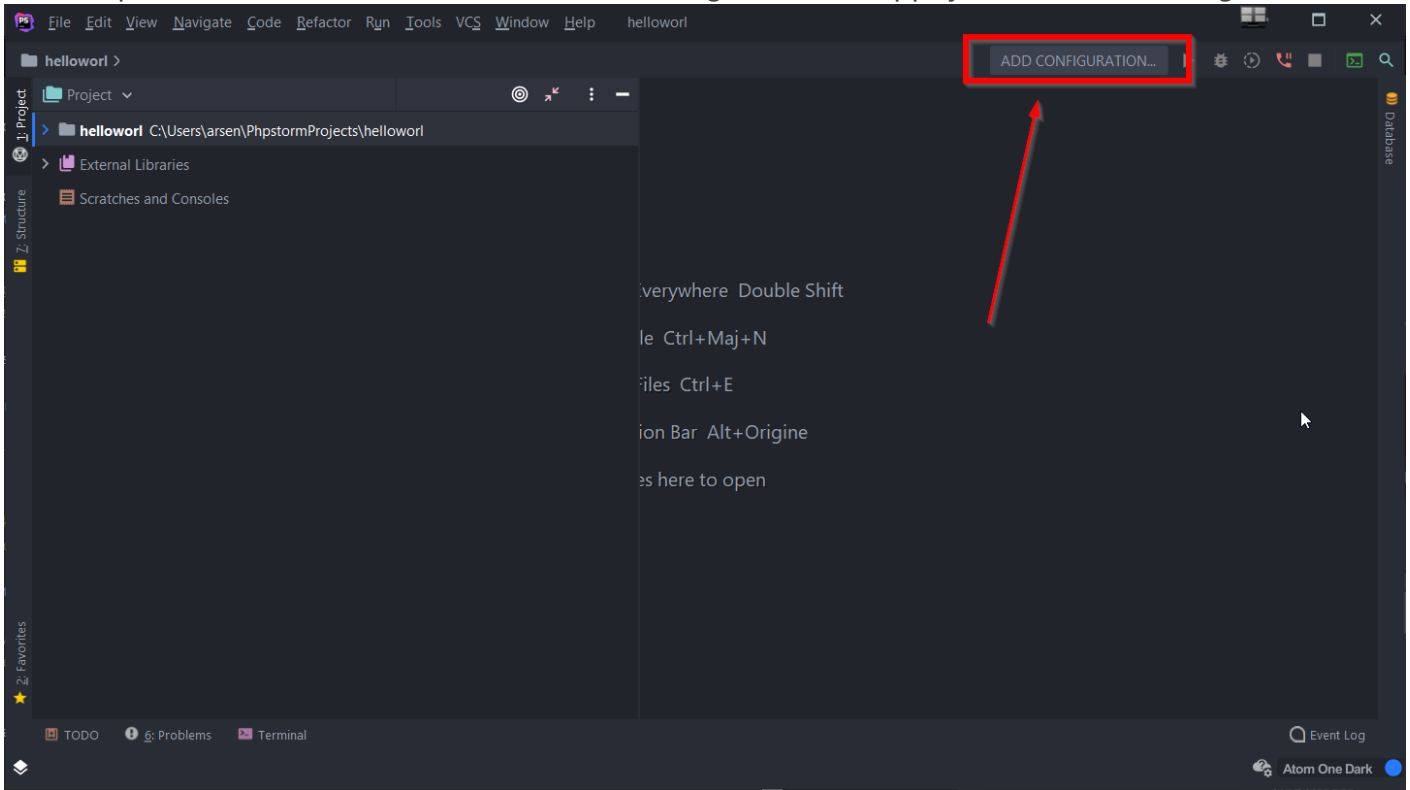 PS File Edit View Navigate Code Refactor Run Tools VCS Window Help helloworl
helloworl >
ADD CONFIGURATION...
1: Project
Project
helloworl C:\Users\arsen\PhpstormProjects\helloworl
External Libraries
Scratches and Consoles
Z: Structure
Database
Everywhere Double Shift
le Ctrl+Maj+N
Files Ctrl+E
ion Bar Alt+Origine
es here to open
2: Favorites
TODO 6: Problems Terminal
Event Log
Atom One Dark